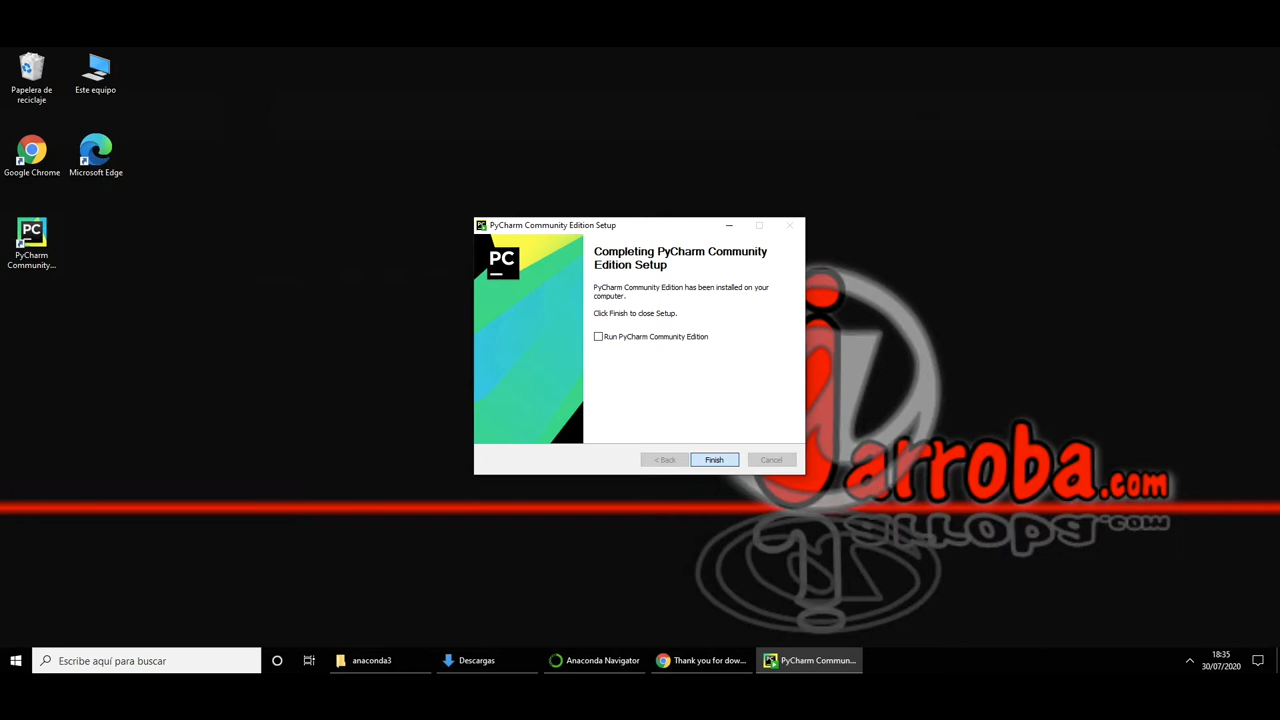 Papelera de
reciclaje
Este equipo
Google Chrome
Microsoft Edge
PC
PyCharm
Community...
PyCharm Community Edition Setup
PC
Completing PyCharm Community
Edition Setup
PyCharm Community Edition has been installed on your
computer.
Click Finish to close Setup.
Run PyCharm Community Edition
< Back
Finish
Cancel
jarroba.com
Escribe aquí para buscar
anaconda3
Descargas
Anaconda Navigator
Thank you for dow...
PyCharm Commun...
18:35
30/07/2020